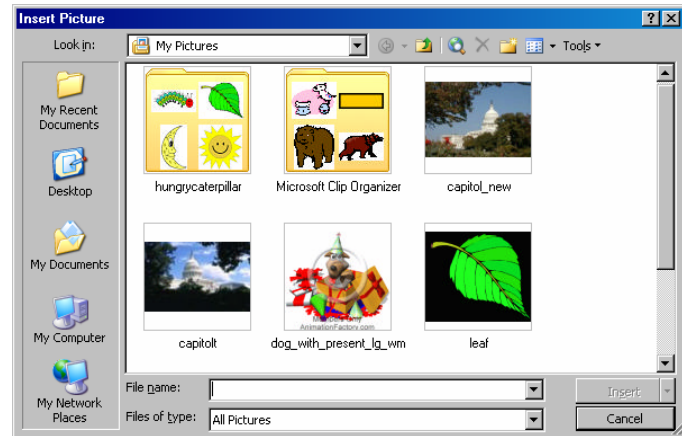 Insert Picture
Look in:
My Pictures
Tools
My Recent
Documents
Desktop
My Documents
My Computer
My Network
Places
hungrycaterpillar
Microsoft Clip Organizer
capitol_new
AnimationFactory.com
capitolt
dog_with_present_lg_wm
leaf
File name:
Insert
Files of type:
All Pictures
Cancel